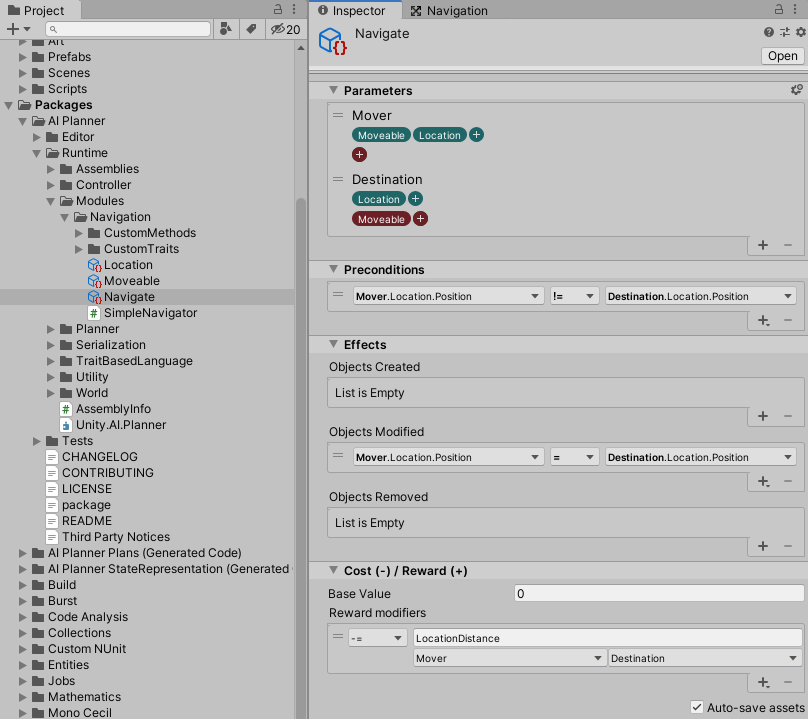 Project
20
Art
Prefabs
Scenes
Scripts
Packages
AI Planner
Editor
Runtime
Assemblies
Controller
Modules
Navigation
CustomMethods
CustomTraits
Location
Moveable
Navigate
SimpleNavigator
Planner
Serialization
TraitBasedLanguage
Utility
World
AssemblyInfo
Unity.AI.Planner
Tests
CHANGELOG
CONTRIBUTING
LICENSE
package
README
Third Party Notices
AI Planner Plans (Generated Code)
AI Planner StateRepresentation (Generated
Build
Burst
Code Analysis
Collections
Custom NUnit
Entities
Jobs
Mathematics
Mono Cecil
Inspector
Navigation
Navigate
Open
Parameters
Mover
Moveable Location +
+
Destination
Location +
Moveable +
+ −
Preconditions
Mover.Location.Position != Destination.Location.Position
+ −
Effects
Objects Created
List is Empty
+ −
Objects Modified
Mover.Location.Position = Destination.Location.Position
+ −
Objects Removed
List is Empty
+ −
Cost (-) / Reward (+)
Base Value 0
Reward modifiers
-= LocationDistance
Mover Destination
+ −
Auto-save assets